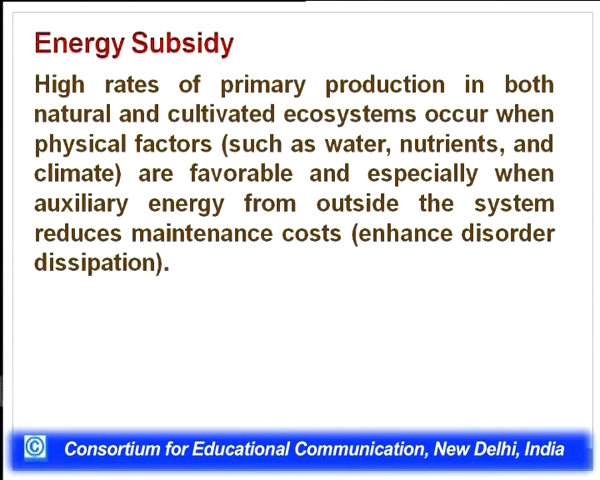 Energy Subsidy
High rates of primary production in both
natural and cultivated ecosystems occur when
physical factors (such as water, nutrients, and
climate) are favorable and especially when
auxiliary energy from outside the system
reduces maintenance costs (enhance disorder
dissipation).
© Consortium for Educational Communication, New Delhi, India